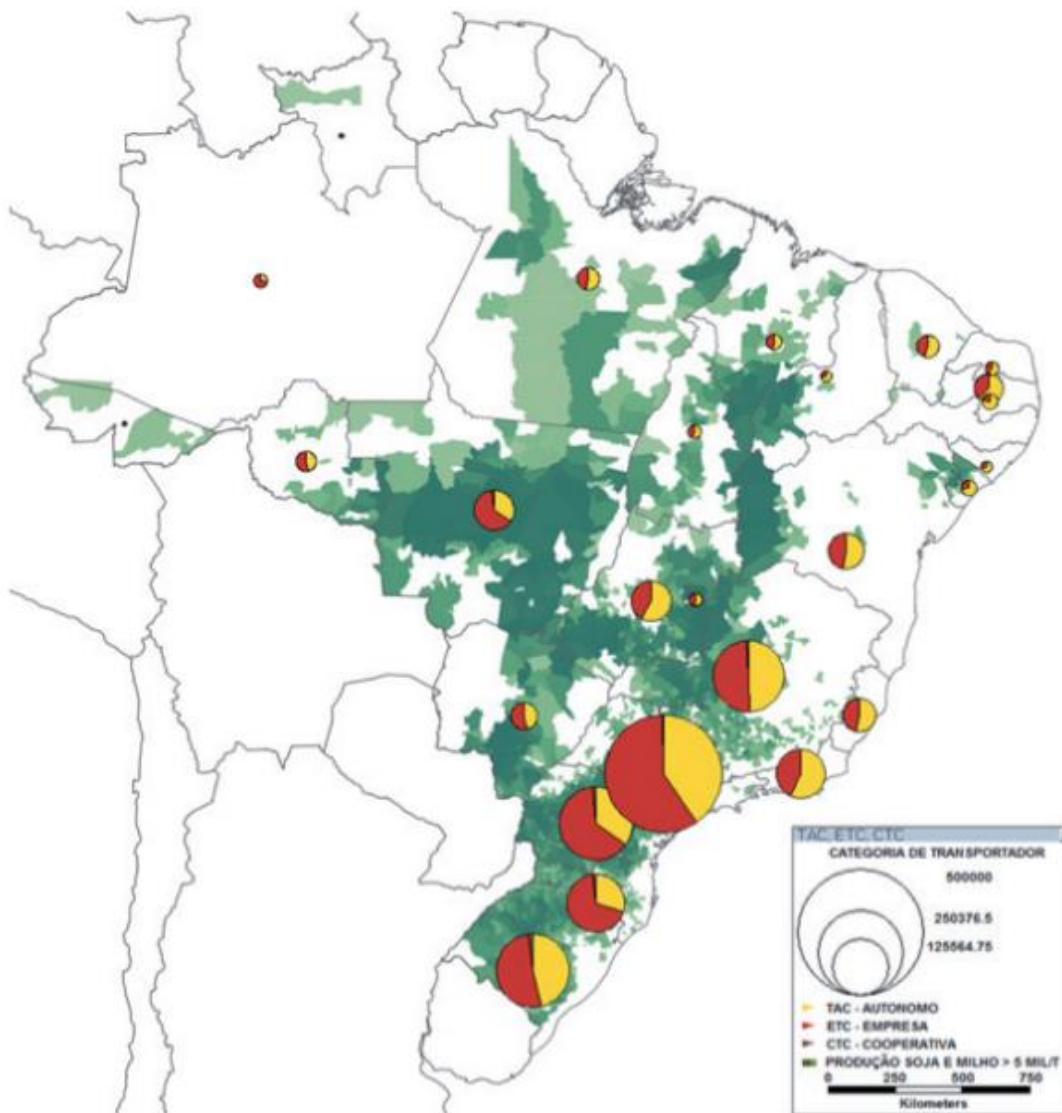 TAC, ETC, CTC
CATEGORIA DE TRANSPORTADOR
500000
250376.5
125564.75
TAC - AUTONOMO
ETC - EMPRESA
CTC - COOPERATIVA
PRODUÇÃO SOJA E MILHO > 5 MIL/T
0 250 500 750
Kilometers